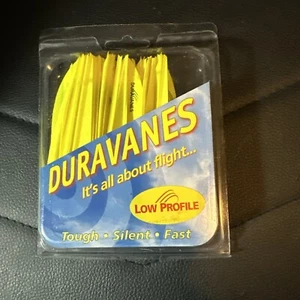 DURAVANES
It's all about flight...
LOW PROFILE
Tough • Silent • Fast